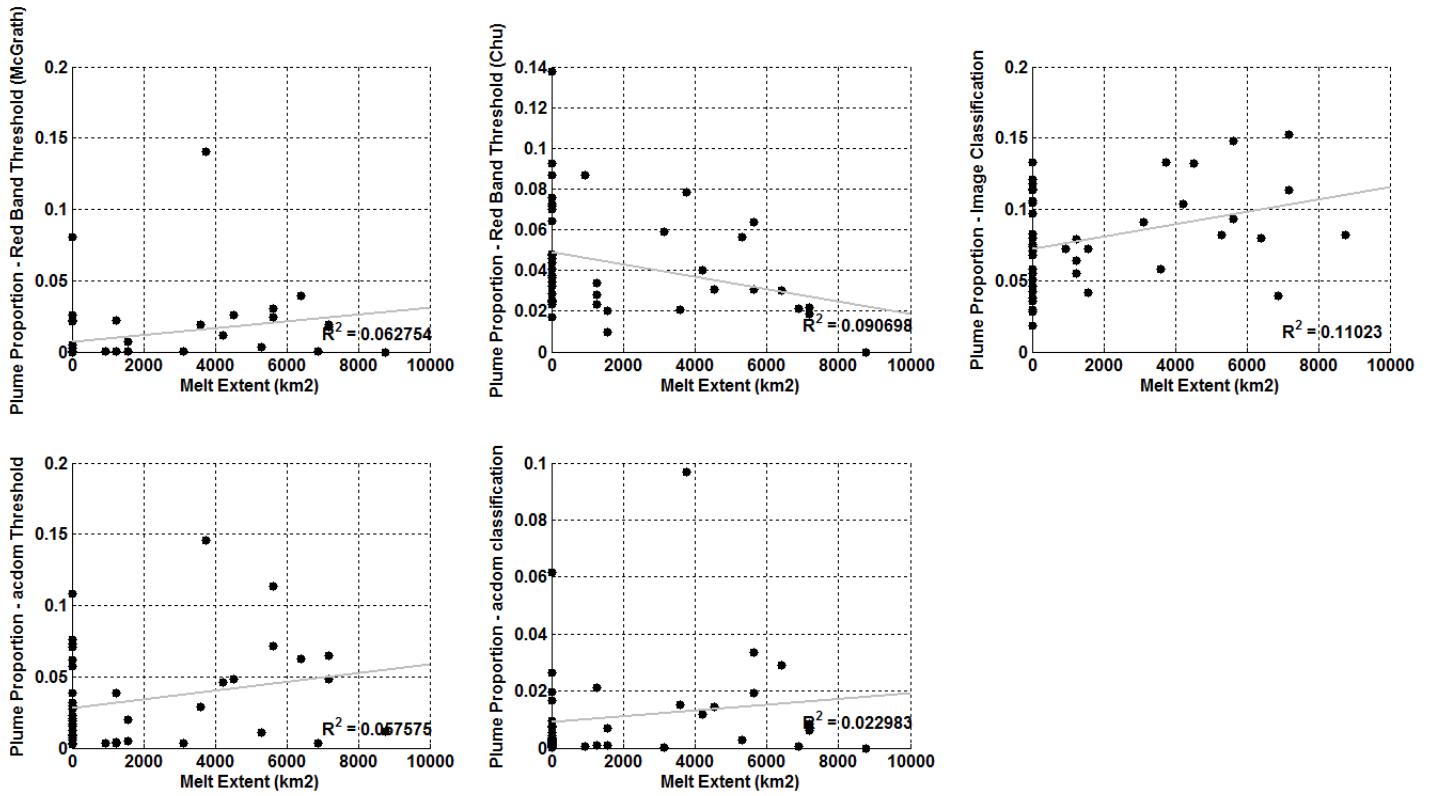 Plume Proportion - Red Band Threshold (McGrath)
0.2
0.15
0.1
0.05
0
0 2000 4000 6000 8000 10000
Melt Extent (km2)
R2 = 0.062754
Plume Proportion - Red Band Threshold (Chu)
0.14
0.12
0.1
0.08
0.06
0.04
0.02
0
0 2000 4000 6000 8000 10000
Melt Extent (km2)
R2 = 0.090698
Plume Proportion - Image Classification
0.2
0.15
0.1
0.05
0
0 2000 4000 6000 8000 10000
Melt Extent (km2)
R2 = 0.11023
Plume Proportion - acdom Threshold
0.2
0.15
0.1
0.05
0
0 2000 4000 6000 8000 10000
Melt Extent (km2)
R2 = 0.057575
Plume Proportion - acdom classification
0.1
0.08
0.06
0.04
0.02
0
0 2000 4000 6000 8000 10000
Melt Extent (km2)
R2 = 0.022983